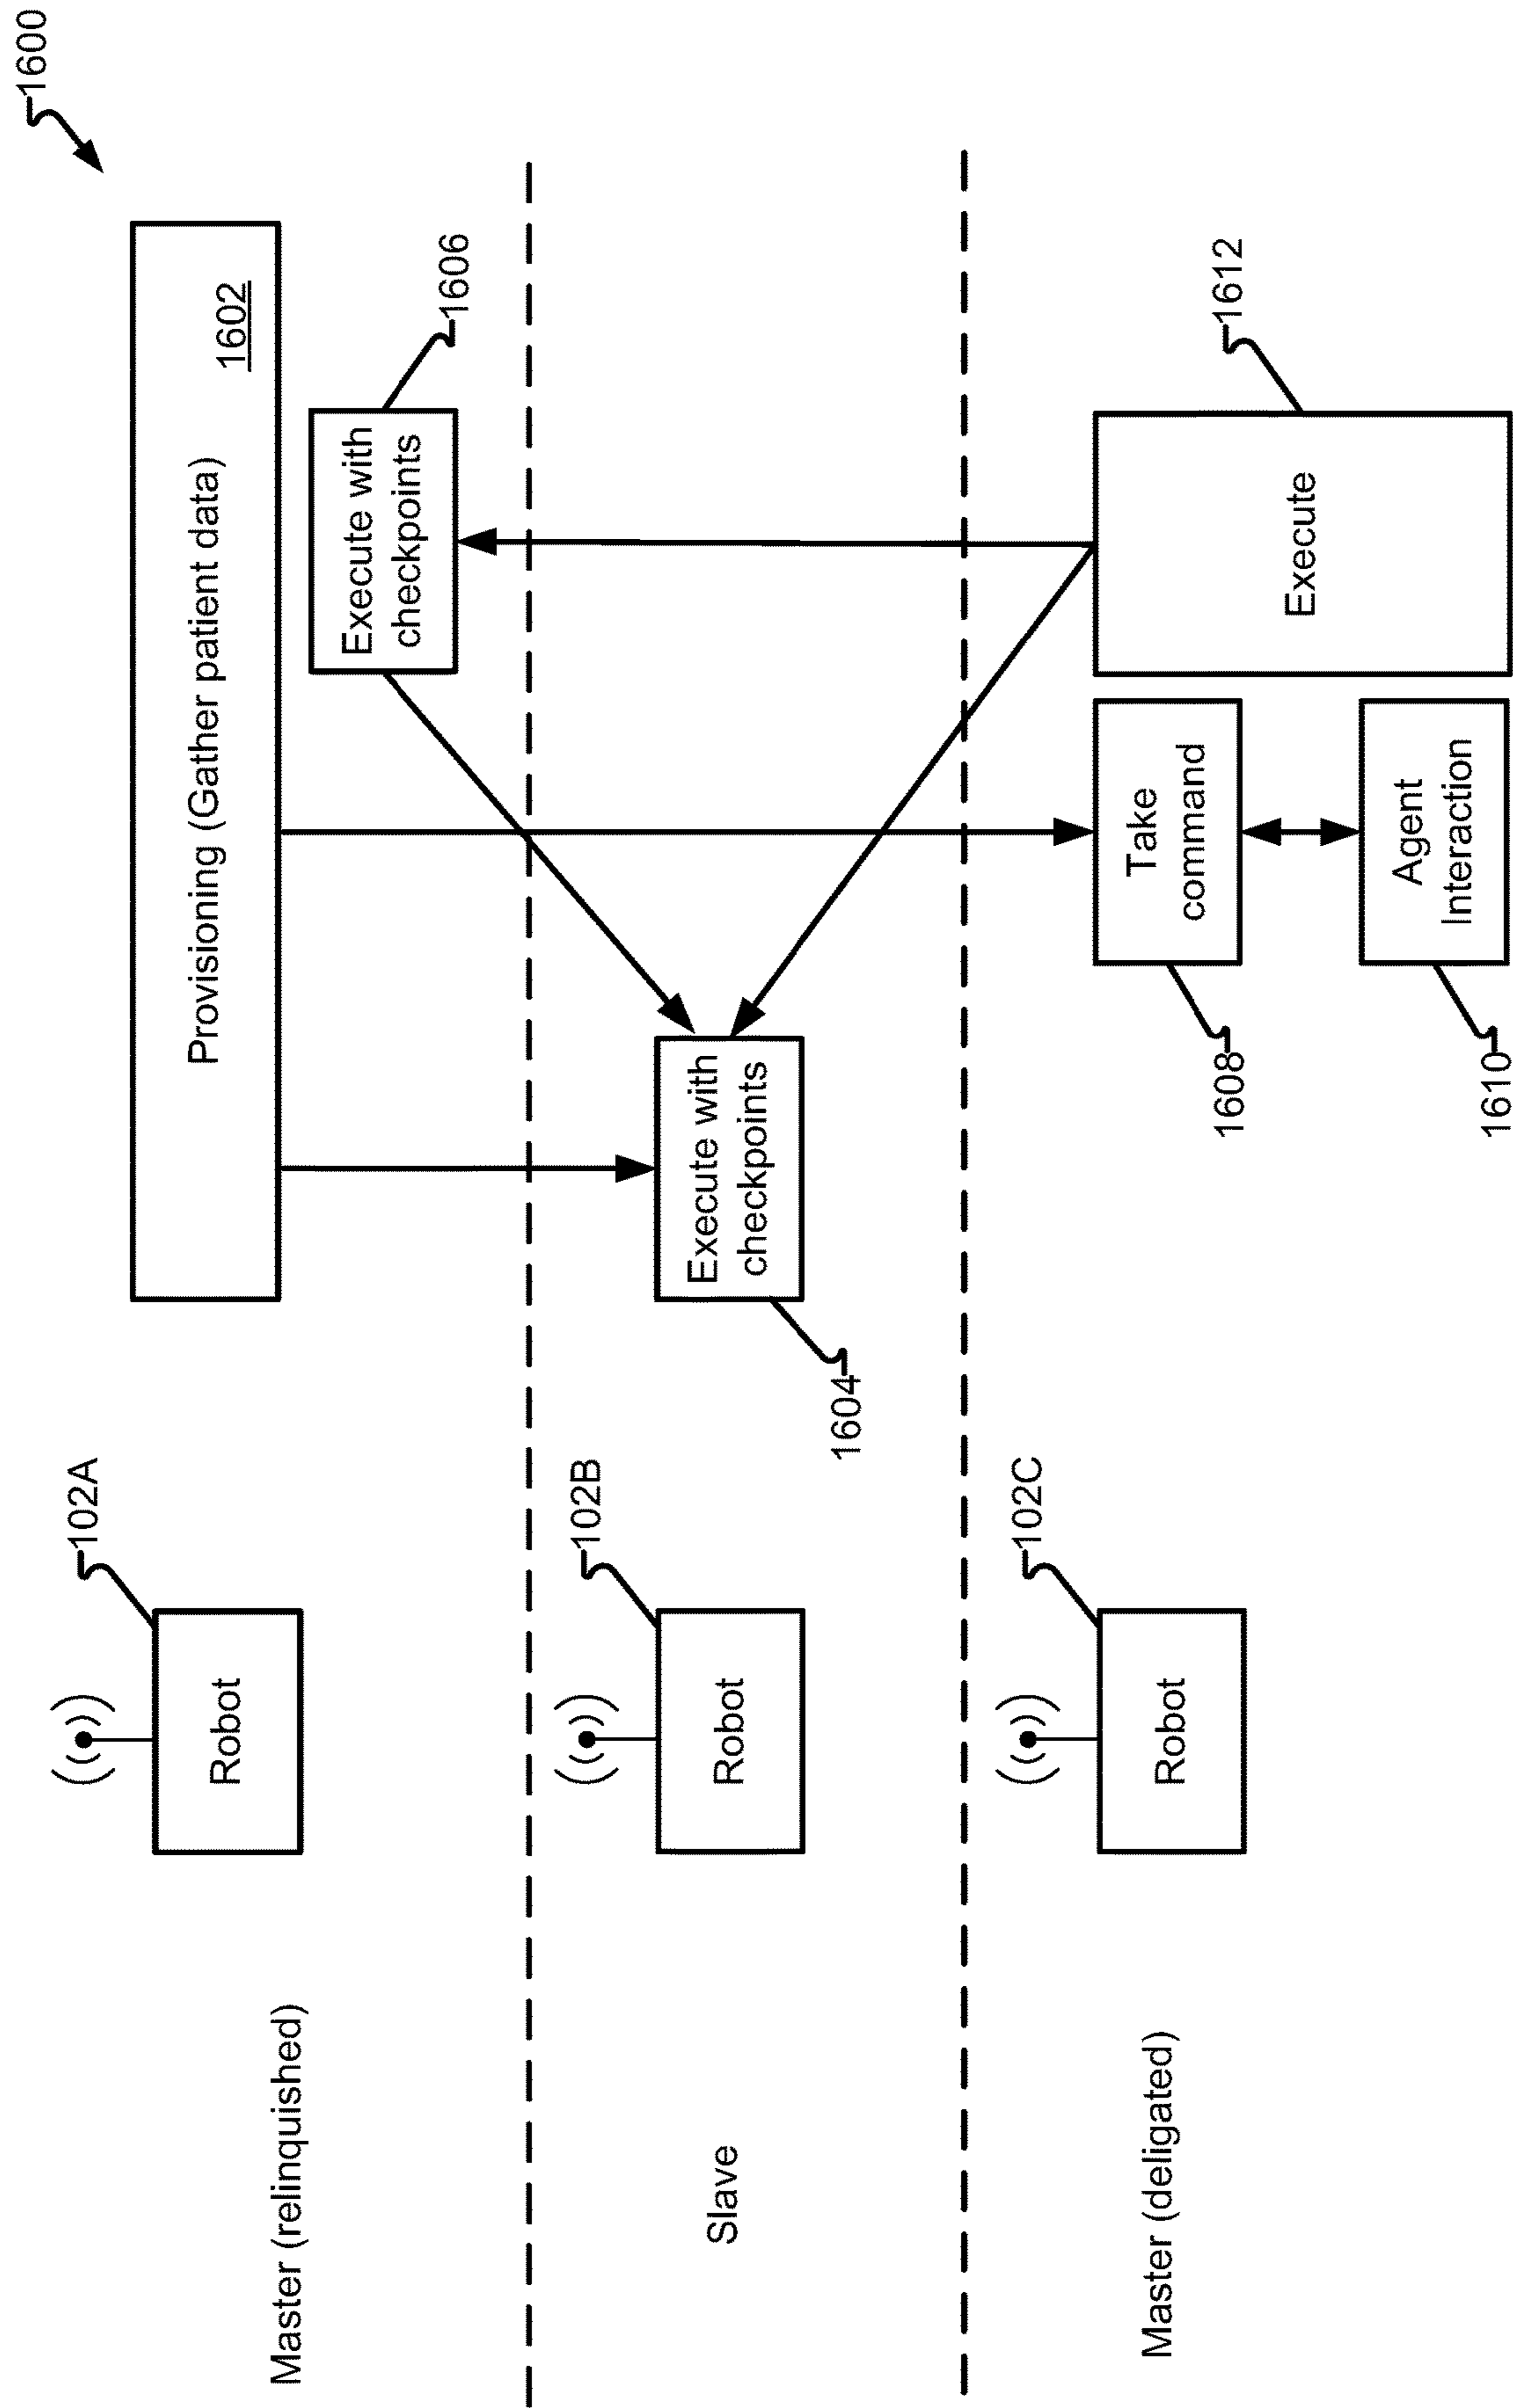 1600
Provisioning (Gather patient data)
1602
Execute with
checkpoints
1606
102A
Robot
Master (relinquished)
Execute with
checkpoints
1604
102B
Robot
Slave
Execute
1612
Take
command
1608
Agent
Interaction
1610
102C
Robot
Master (deligated)